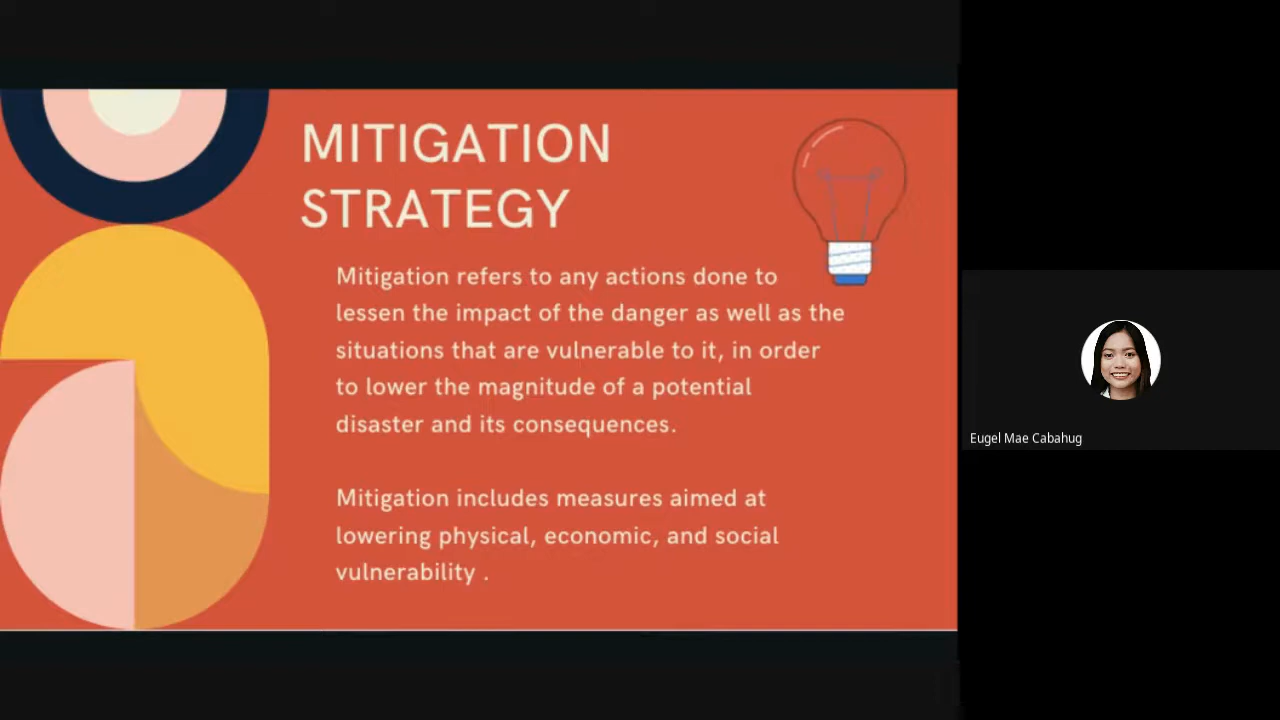 MITIGATION
STRATEGY
Mitigation refers to any actions done to
lessen the impact of the danger as well as the
situations that are vulnerable to it, in order
to lower the magnitude of a potential
disaster and its consequences.
Mitigation includes measures aimed at
lowering physical, economic, and social
vulnerability .
Eugel Mae Cabahug